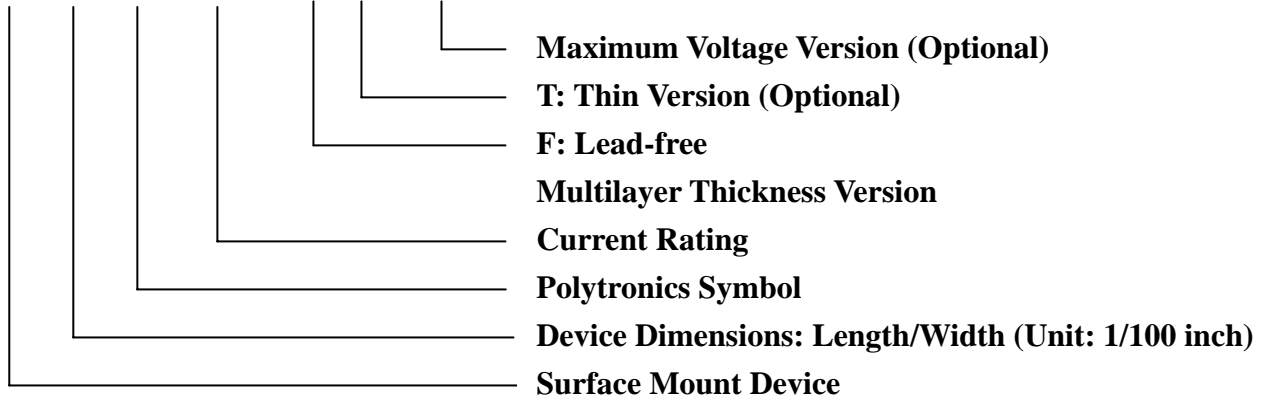 Maximum Voltage Version (Optional)
T: Thin Version (Optional)
F: Lead-free
Multilayer Thickness Version
Current Rating
Polytronics Symbol
Device Dimensions: Length/Width (Unit: 1/100 inch)
Surface Mount Device